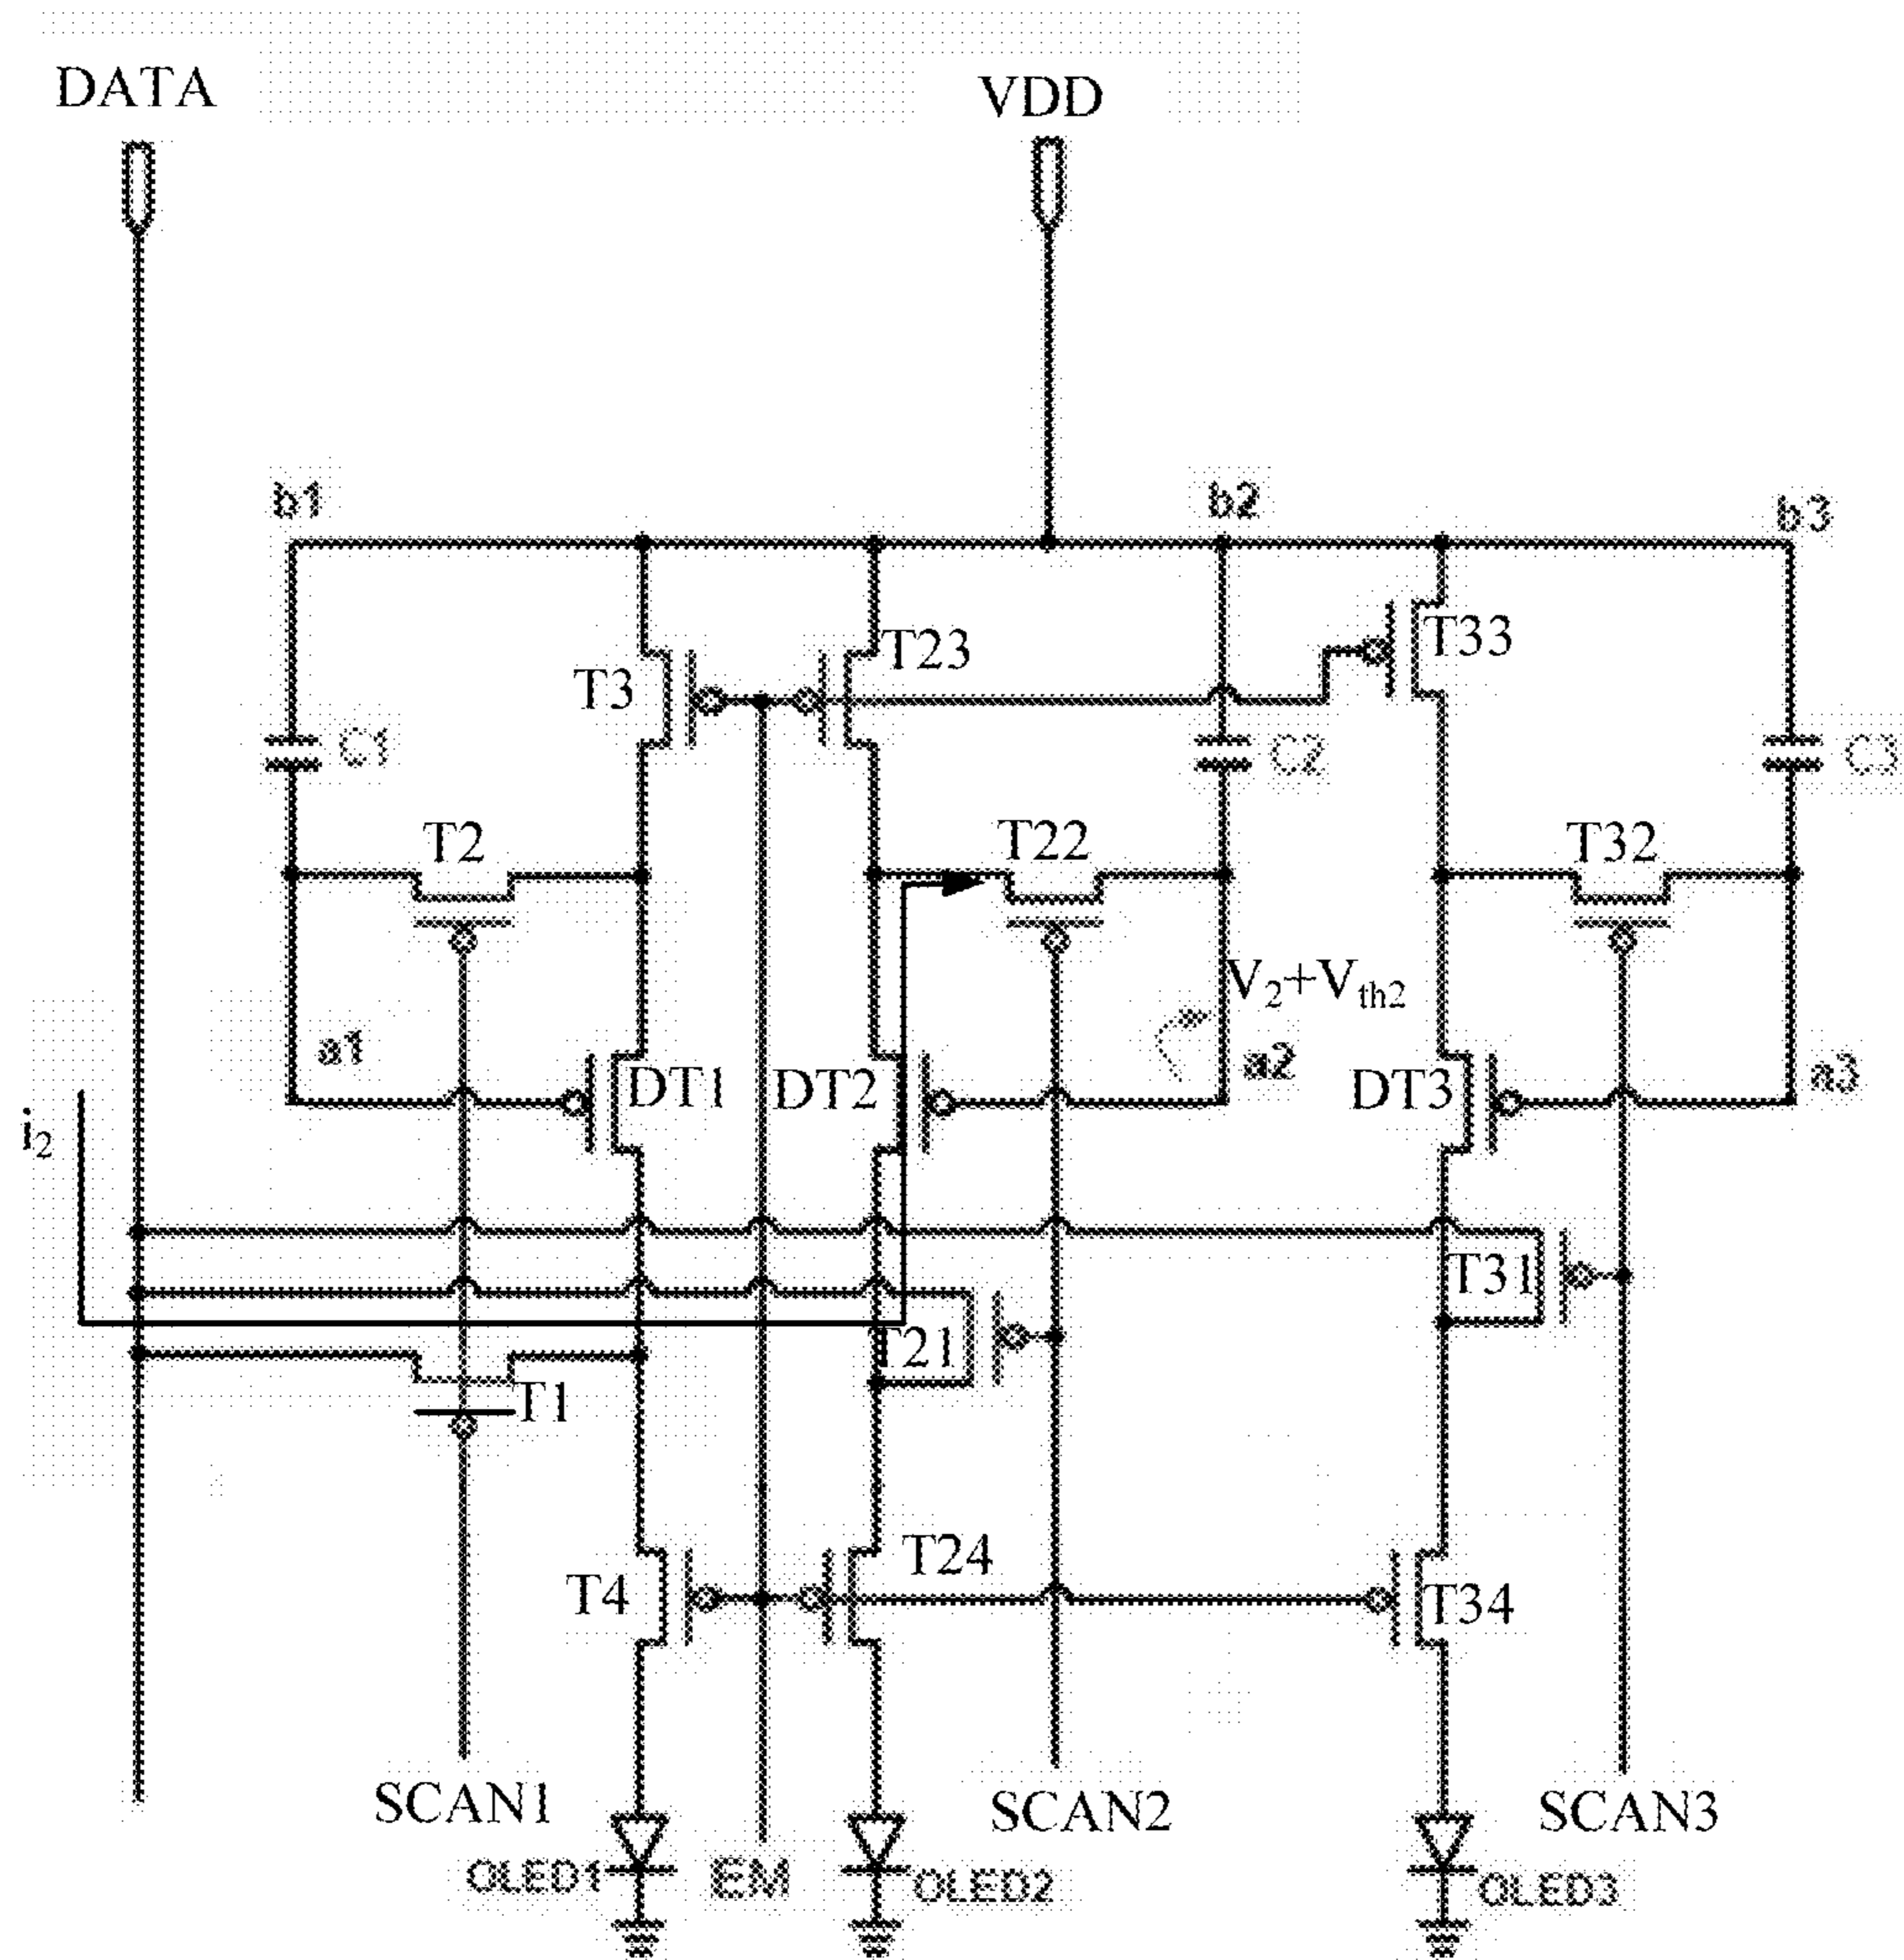 DATA
VDD
b1
b2
b3
T3
T23
T33
C1
C2
C3
T2
T22
T32
V₂+Vth2
a1
a2
a3
DT1
DT2
DT3
i₂
T31
T21
T1
T24
T4
T34
SCAN1
SCAN2
SCAN3
OLED1
EM
OLED2
OLED3